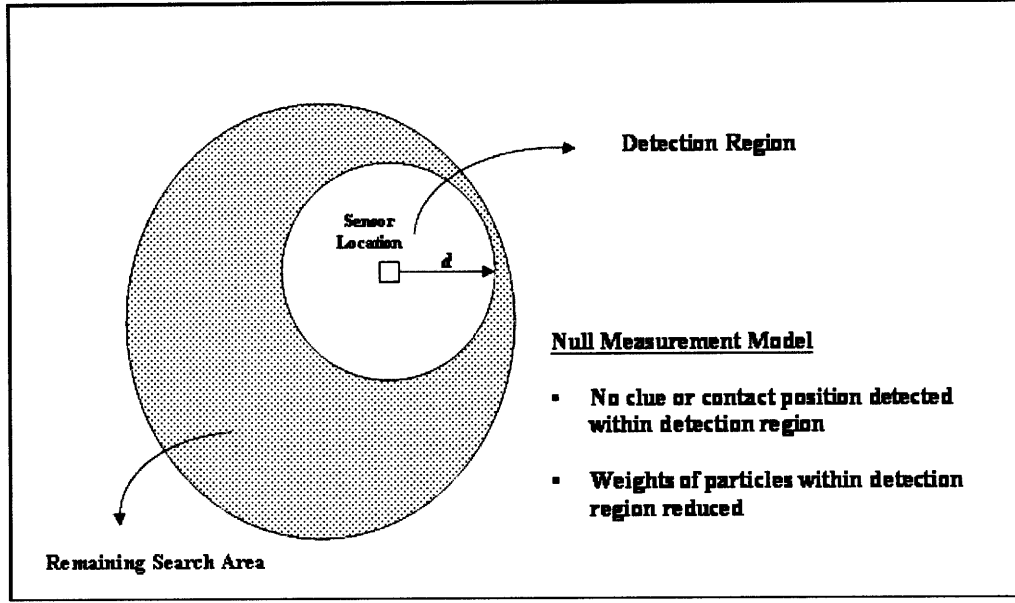 Detection Region
Sensor
Location
d
Null Measurement Model
▪ No clue or contact position detected
within detection region
▪ Weights of particles within detection
region reduced
Remaining Search Area